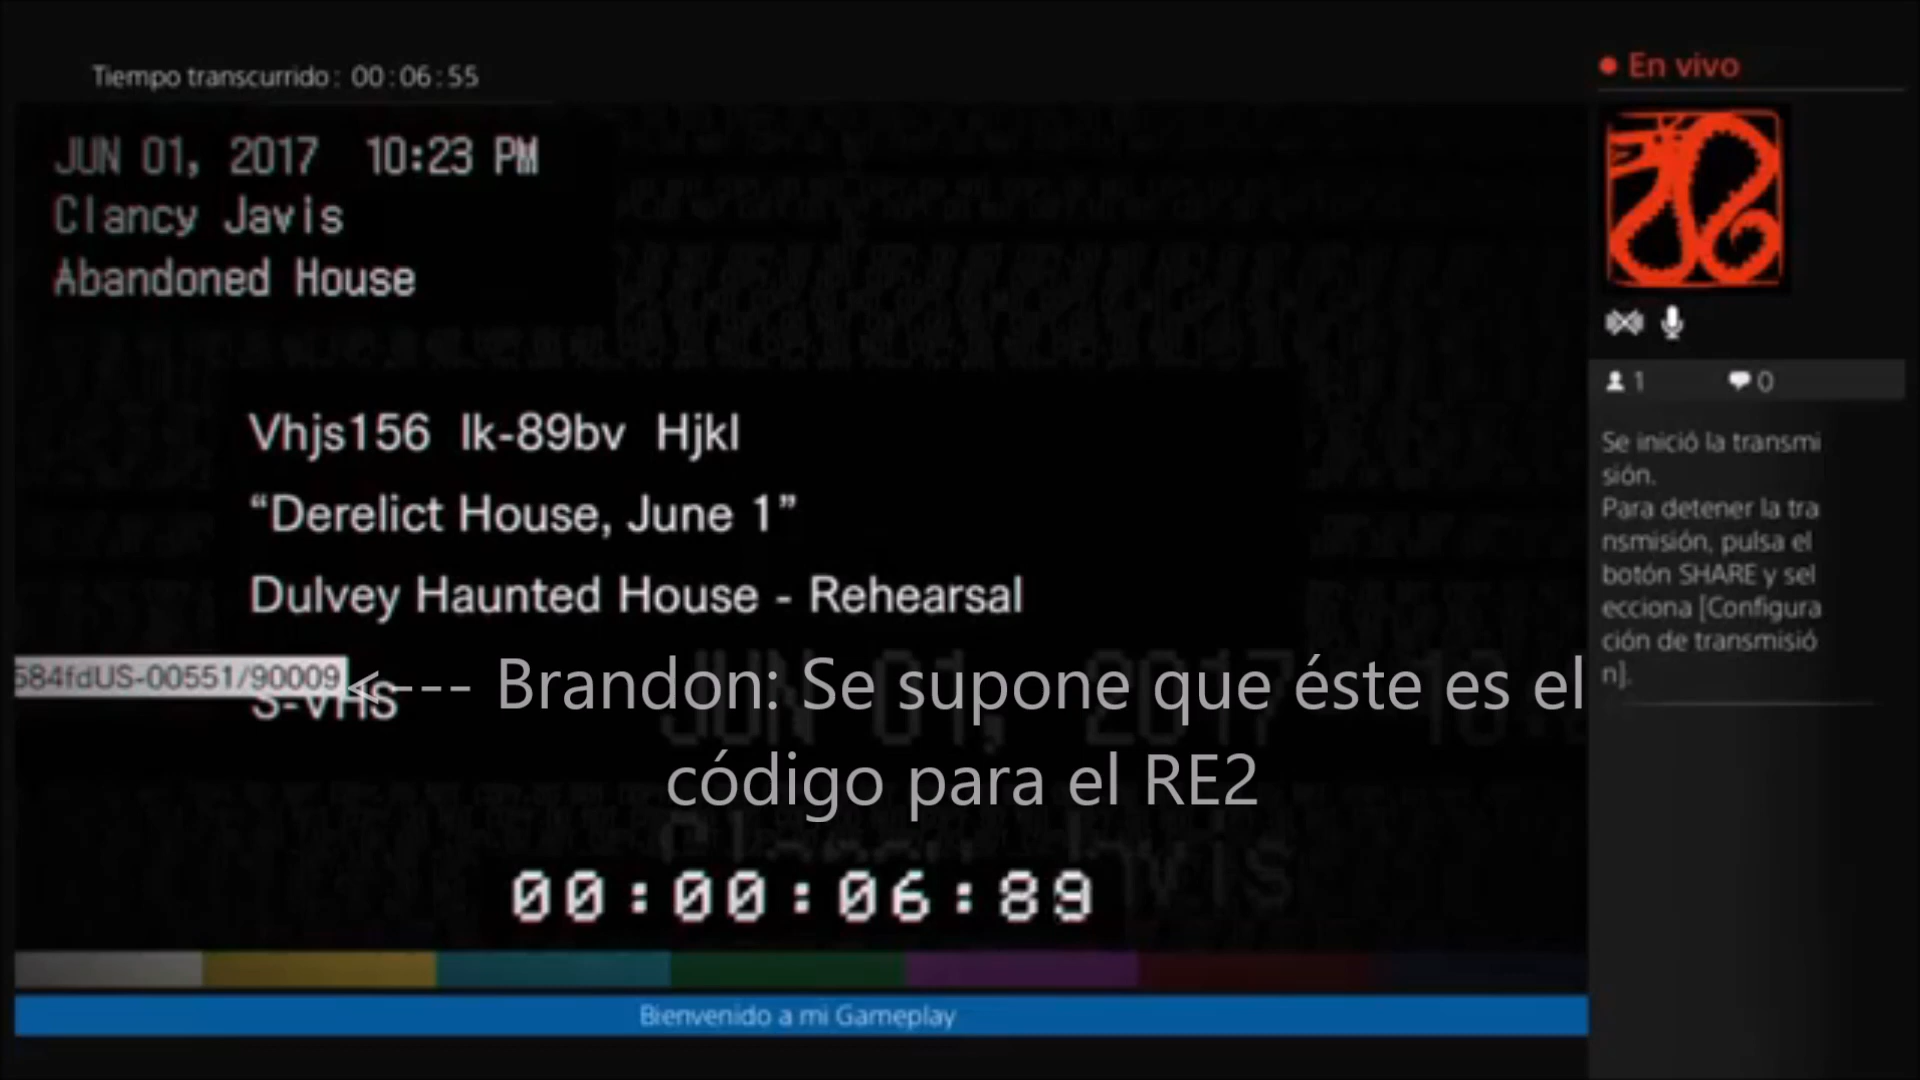 Tiempo transcurrido: 00:06:55
En vivo
JUN 01, 2017 10:23 PM
Clancy Javis
Abandoned House
1 0
Vhjs156 Ik-89bv Hjkl
"Derelict House, June 1"
Dulvey Haunted House - Rehearsal
584fdUS-00551/90009
S-VHS
<--- Brandon: Se supone que éste es el
código para el RE2
00:00:06:89
Bienvenido a mi Gameplay
Se inició la transmi
sión.
Para detener la tra
nsmisión, pulsa el
botón SHARE y sel
ecciona [Configura
ción de transmisió
n].